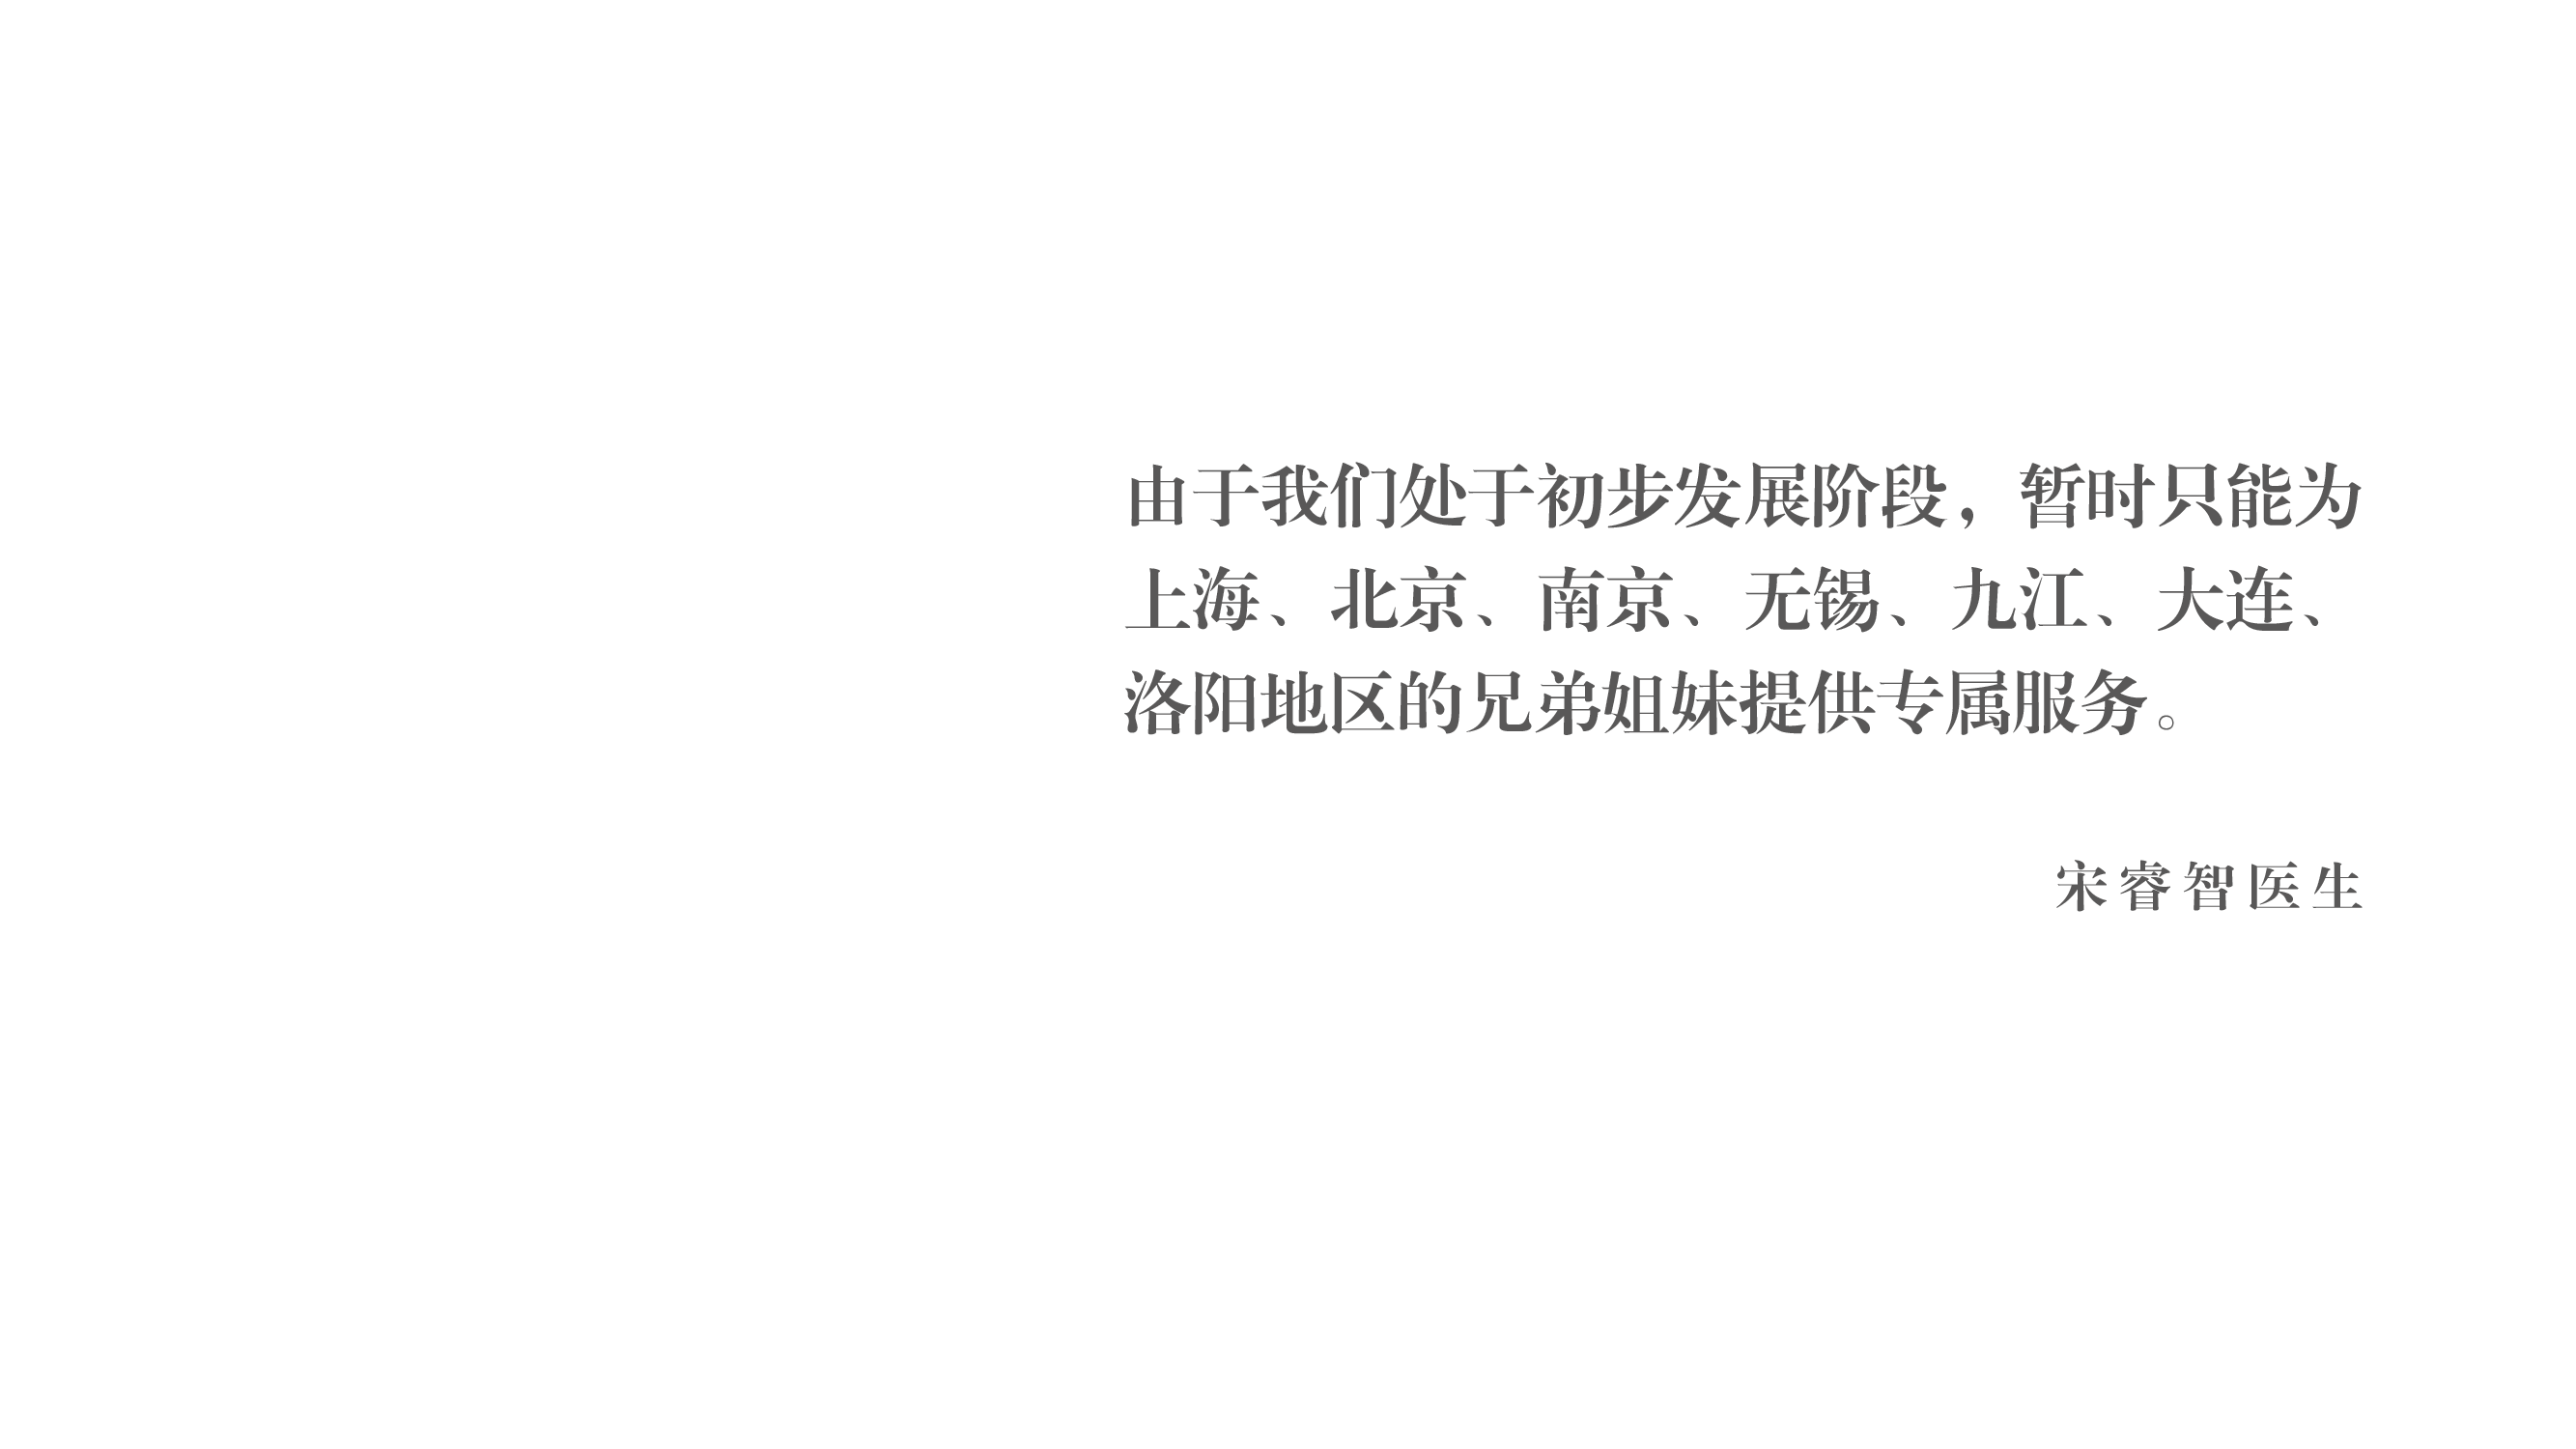 由于我们处于初步发展阶段，暂时只能为
上海、北京、南京、无锡、九江、大连、
洛阳地区的兄弟姐妹提供专属服务。
宋睿智医生